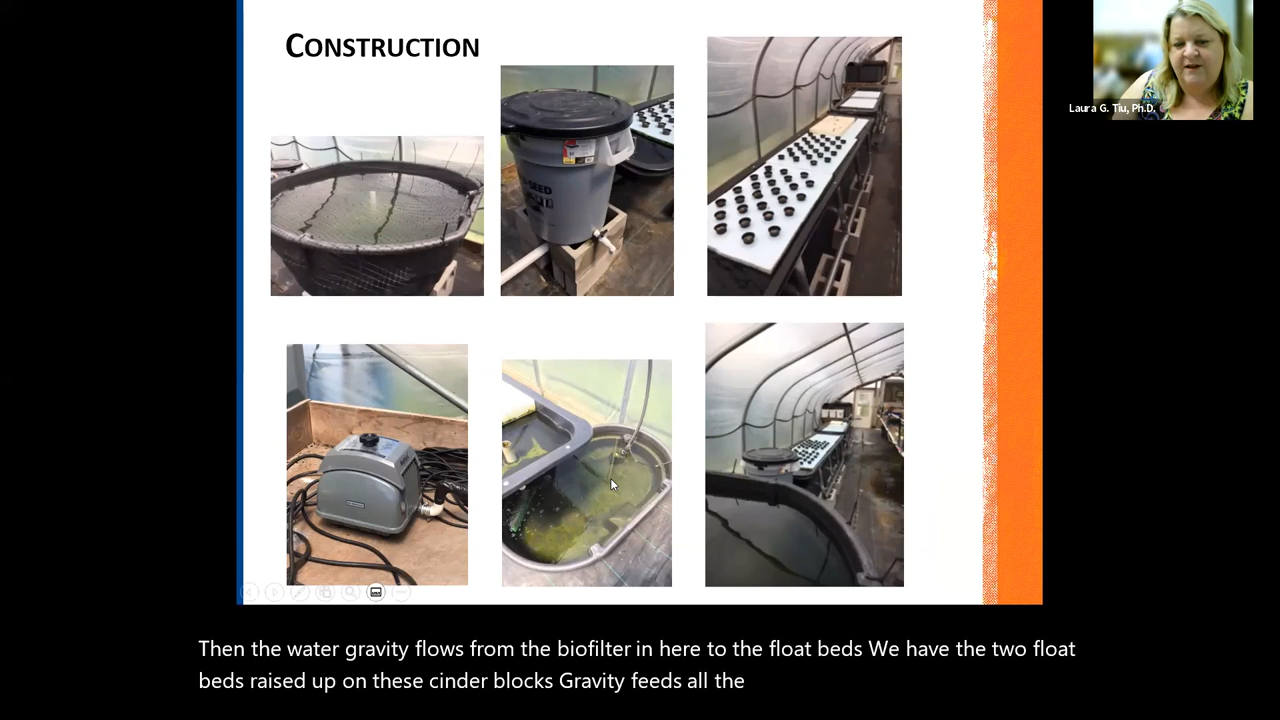 CONSTRUCTION
Laura G. Tiu, Ph.D.
SEED
Then the water gravity flows from the biofilter in here to the float beds We have the two float
beds raised up on these cinder blocks Gravity feeds all the